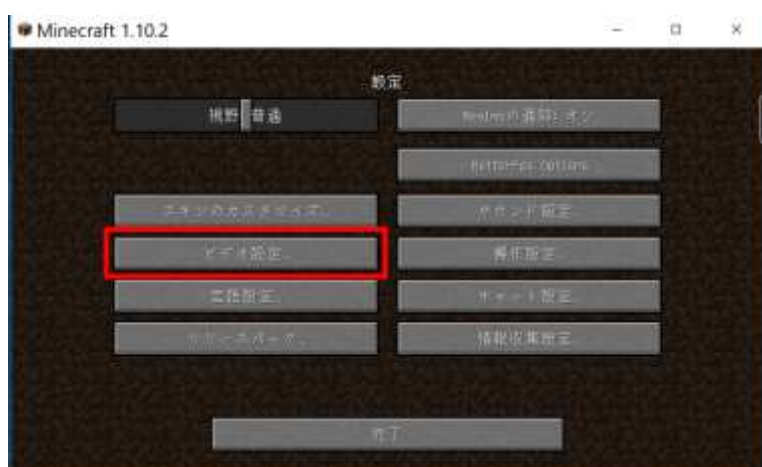 Minecraft 1.10.2
設定
視野: 普通
Realmsの通知: オン
BetterFps Options
スキンのカスタマイズ...
サウンド設定...
ビデオ設定...
操作設定...
言語設定...
チャット設定...
リソースパック...
情報収集設定...
完了